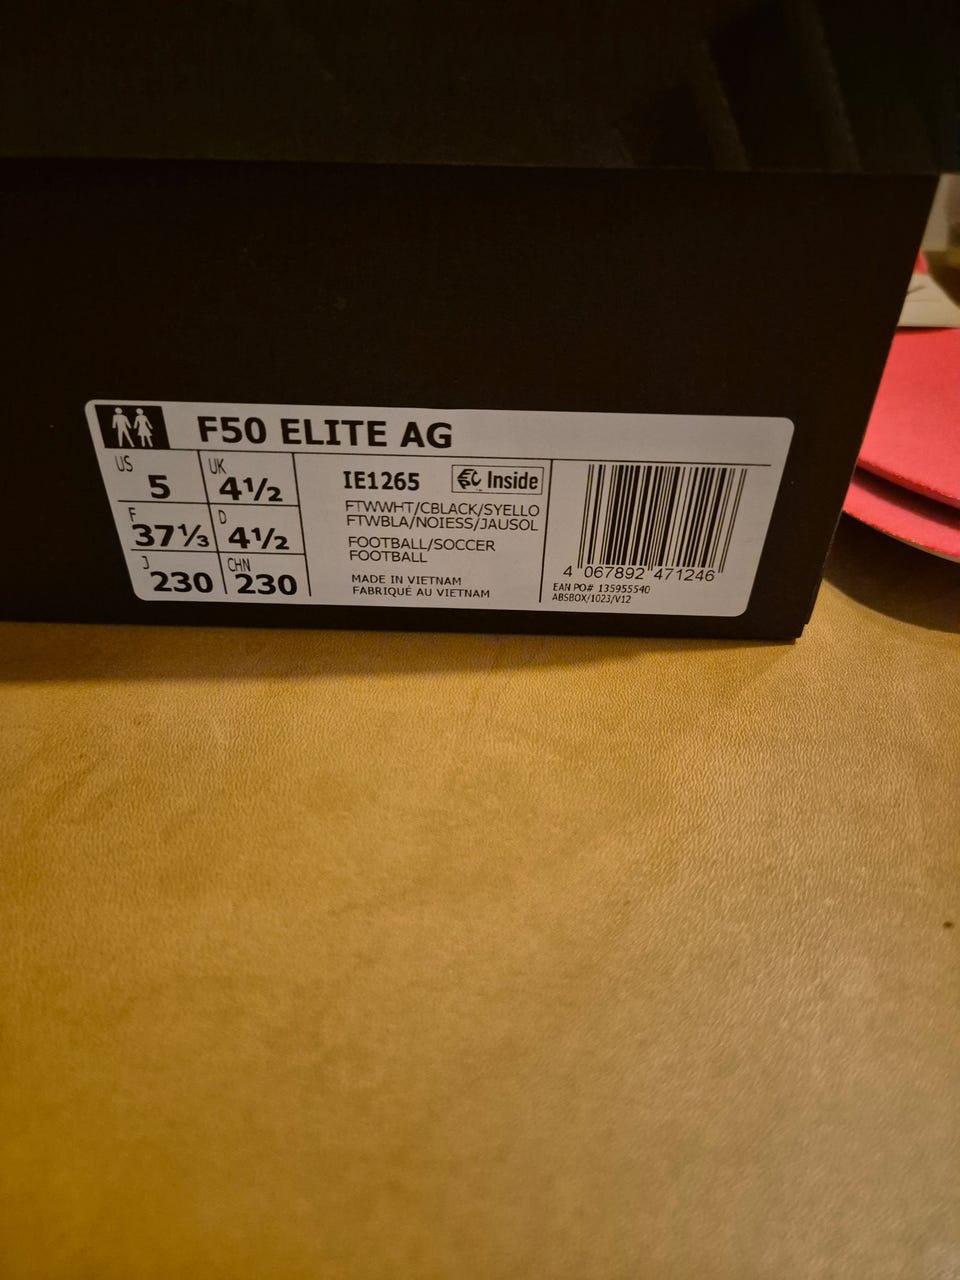 F50 ELITE AG
US 5
UK 4½
F 37⅓
D 4½
J 230
CHN 230
IE1265
Inside
FTWWHT/CBLACK/SYELLO
FTWBLA/NOIESS/JAUSOL
FOOTBALL/SOCCER
FOOTBALL
MADE IN VIETNAM
FABRIQUÉ AU VIETNAM
4 067892 471246
EAN PO# 135955540
ABSBOX/1023/V12